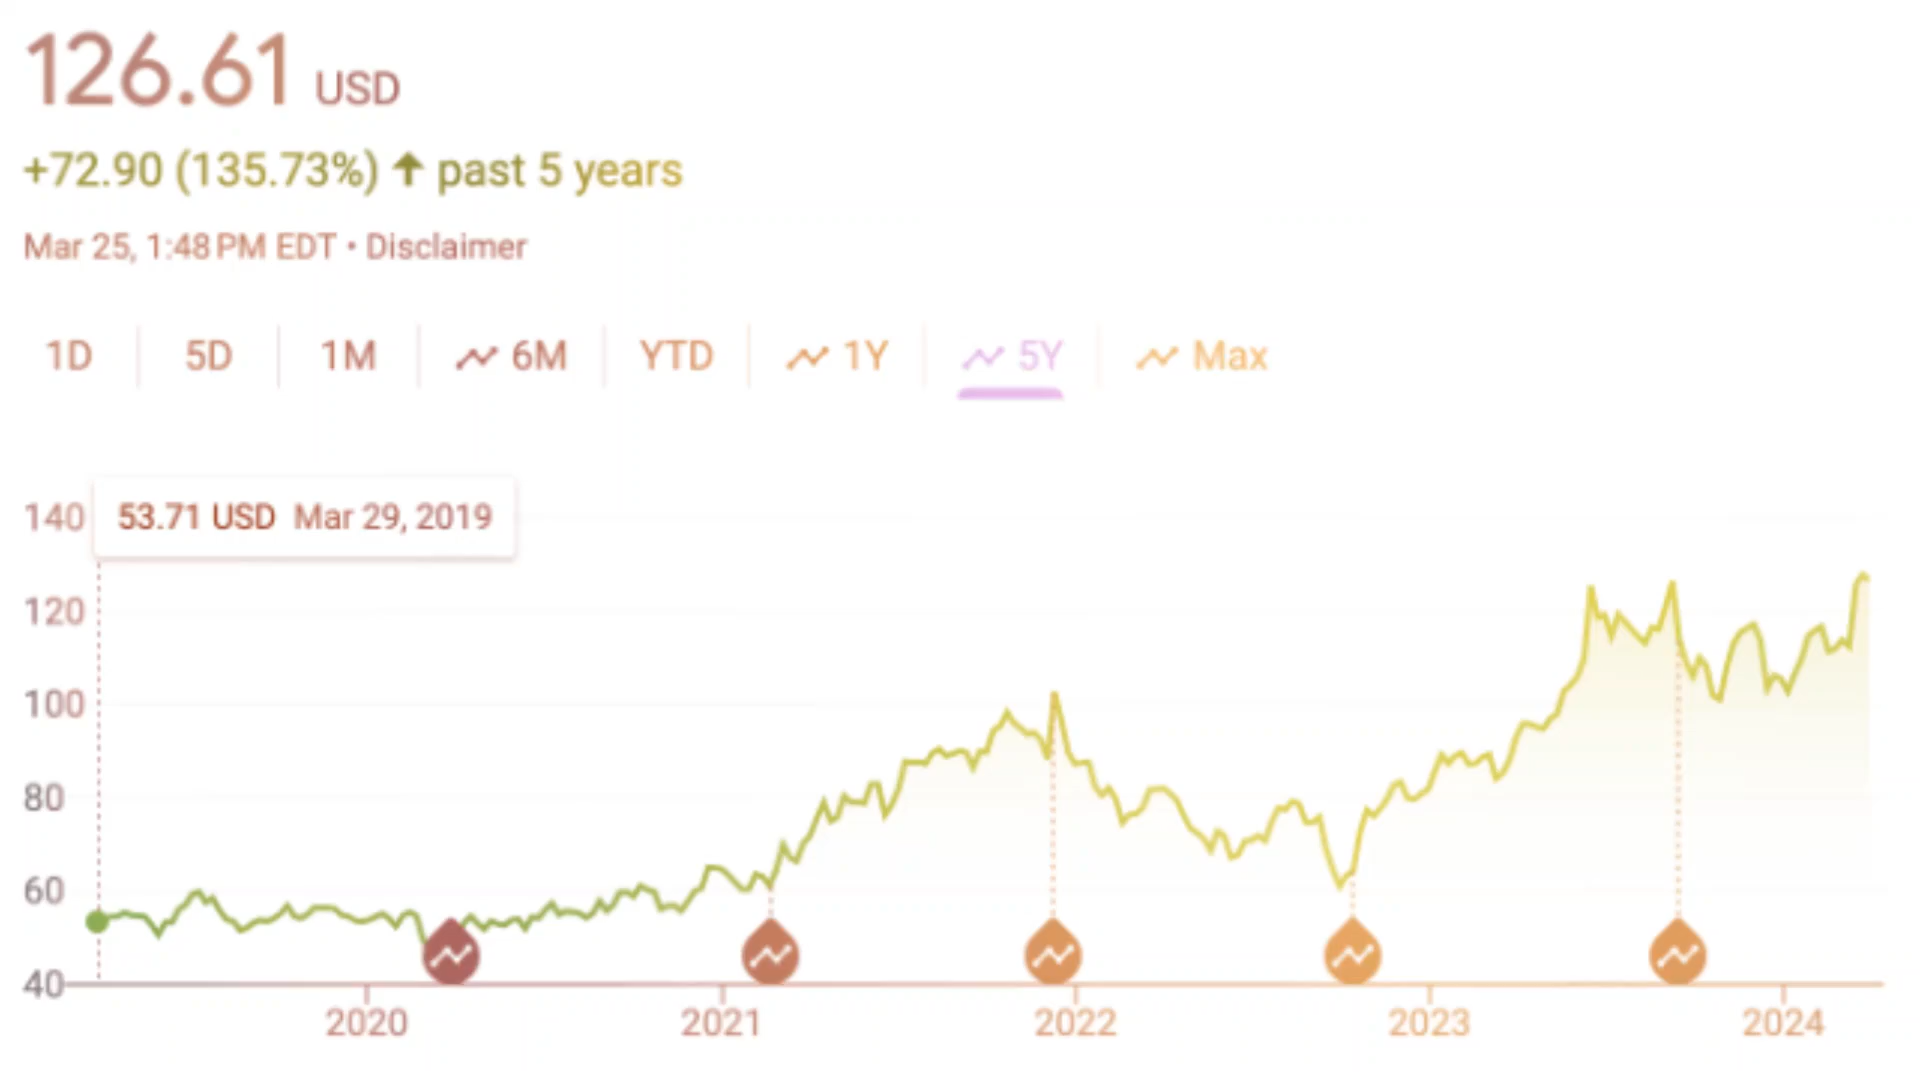 126.61 USD
+72.90 (135.73%) ↑ past 5 years
Mar 25, 1:48 PM EDT • Disclaimer
1D 5D 1M 6M YTD 1Y 5Y Max
140 53.71 USD Mar 29, 2019
120
100
80
60
40
2020 2021 2022 2023 2024